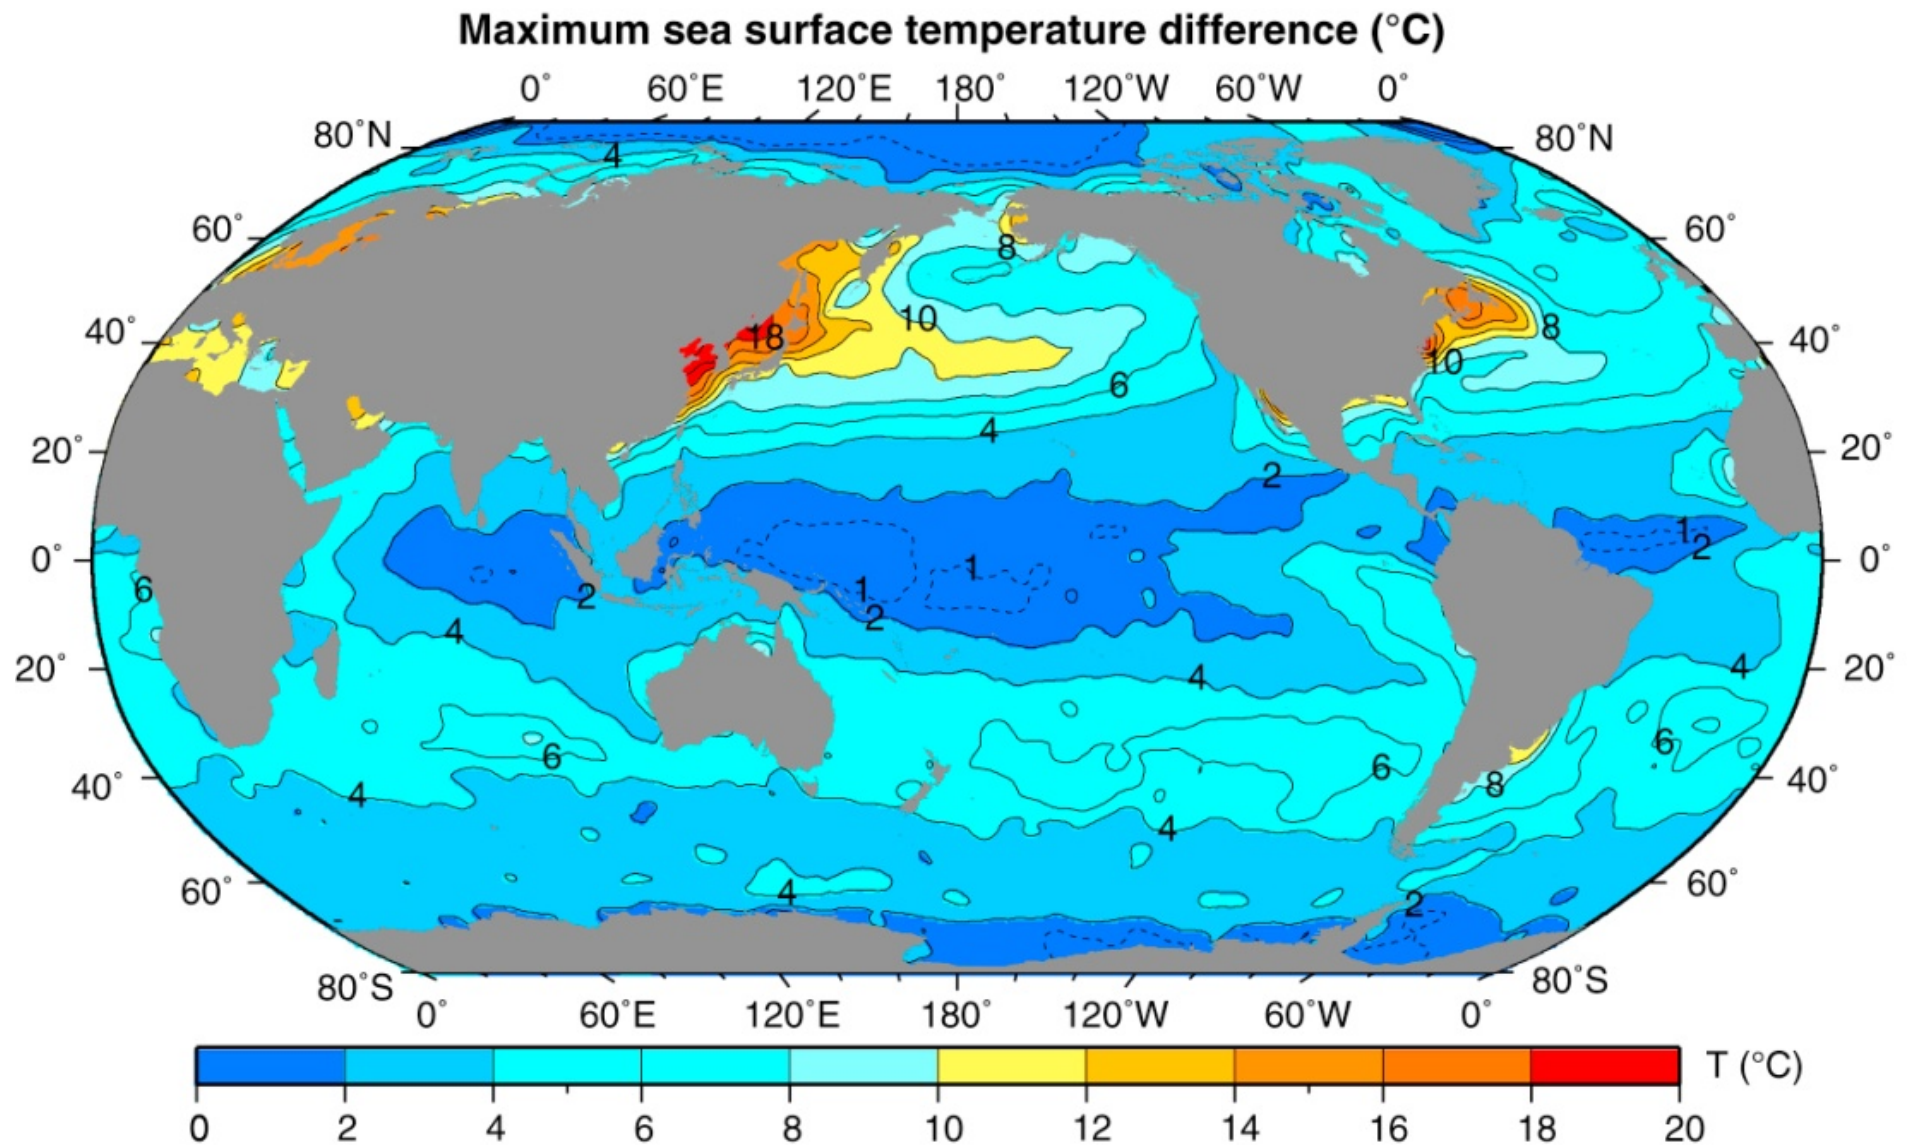 Maximum sea surface temperature difference (°C)
0° 60°E 120°E 180° 120°W 60°W 0°
80°N 80°N
4
60° 60°
8
10 8
40° 18 40°
10
6
4
20° 20°
2
1
0° 1 2 0°
6 2 1
2
4
20° 4 4 20°
6 6 6
40° 4 8 40°
4
60° 4 60°
2
80°S 80°S
0° 60°E 120°E 180° 120°W 60°W 0°
T (°C)
0 2 4 6 8 10 12 14 16 18 20